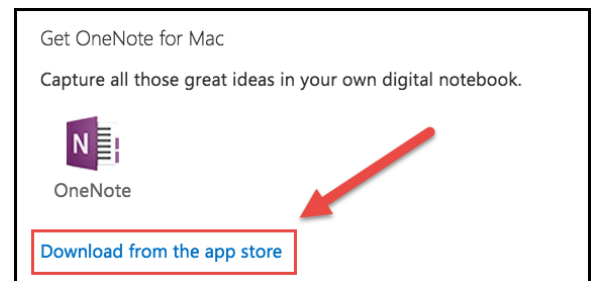 Get OneNote for Mac
Capture all those great ideas in your own digital notebook.
N
OneNote
Download from the app store